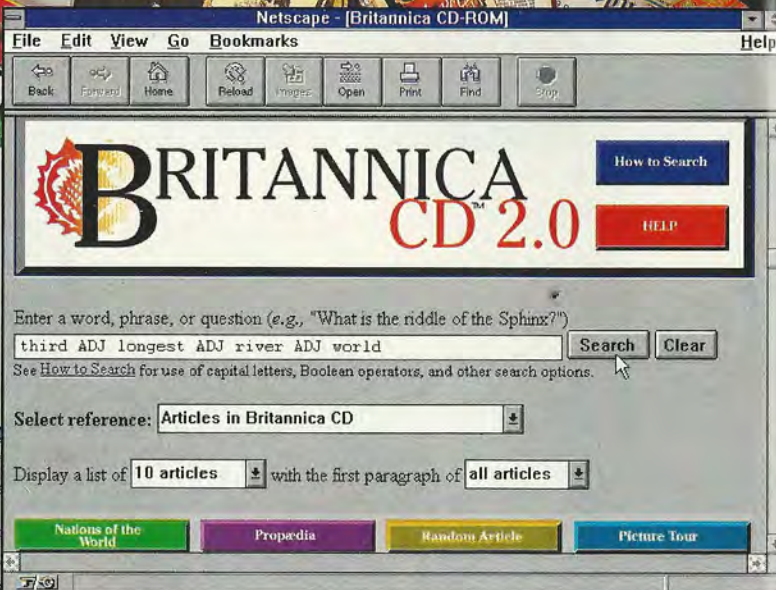 Netscape - [Britannica CD-ROM]
File Edit View Go Bookmarks Help
Back Forward Home Reload Images Open Print Find Stop
BRITANNICA
CD™ 2.0
How to Search
HELP
Enter a word, phrase, or question (e.g., "What is the riddle of the Sphinx?")
third ADJ longest ADJ river ADJ world Search Clear
See How to Search for use of capital letters, Boolean operators, and other search options.
Select reference: Articles in Britannica CD
Display a list of 10 articles with the first paragraph of all articles
Nations of the
World
Propædia Random Article Picture Tour